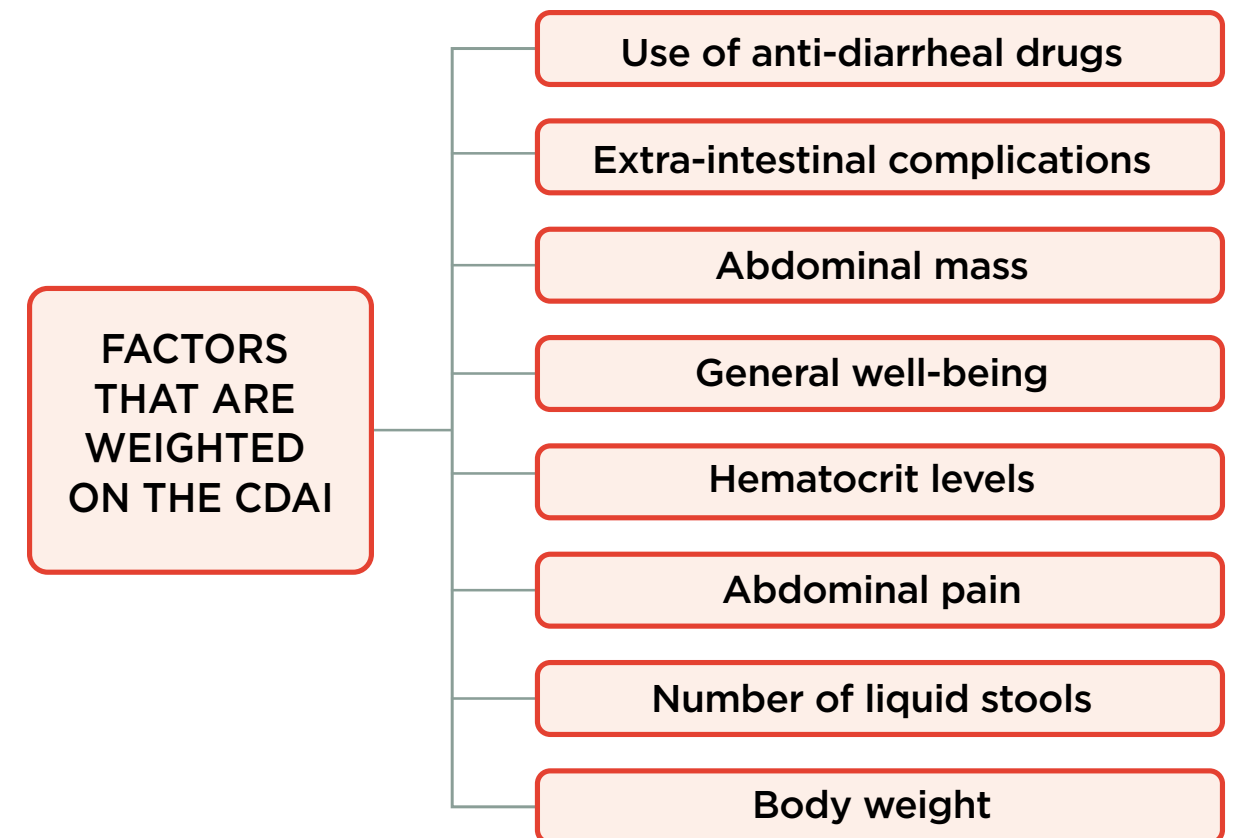 FACTORS
THAT ARE
WEIGHTED
ON THE CDAI
Use of anti-diarrheal drugs
Extra-intestinal complications
Abdominal mass
General well-being
Hematocrit levels
Abdominal pain
Number of liquid stools
Body weight